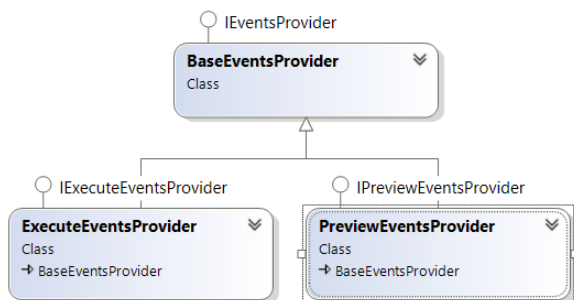 IEventsProvider
BaseEventsProvider
Class
IExecuteEventsProvider
IPreviewEventsProvider
ExecuteEventsProvider
Class
BaseEventsProvider
PreviewEventsProvider
Class
BaseEventsProvider